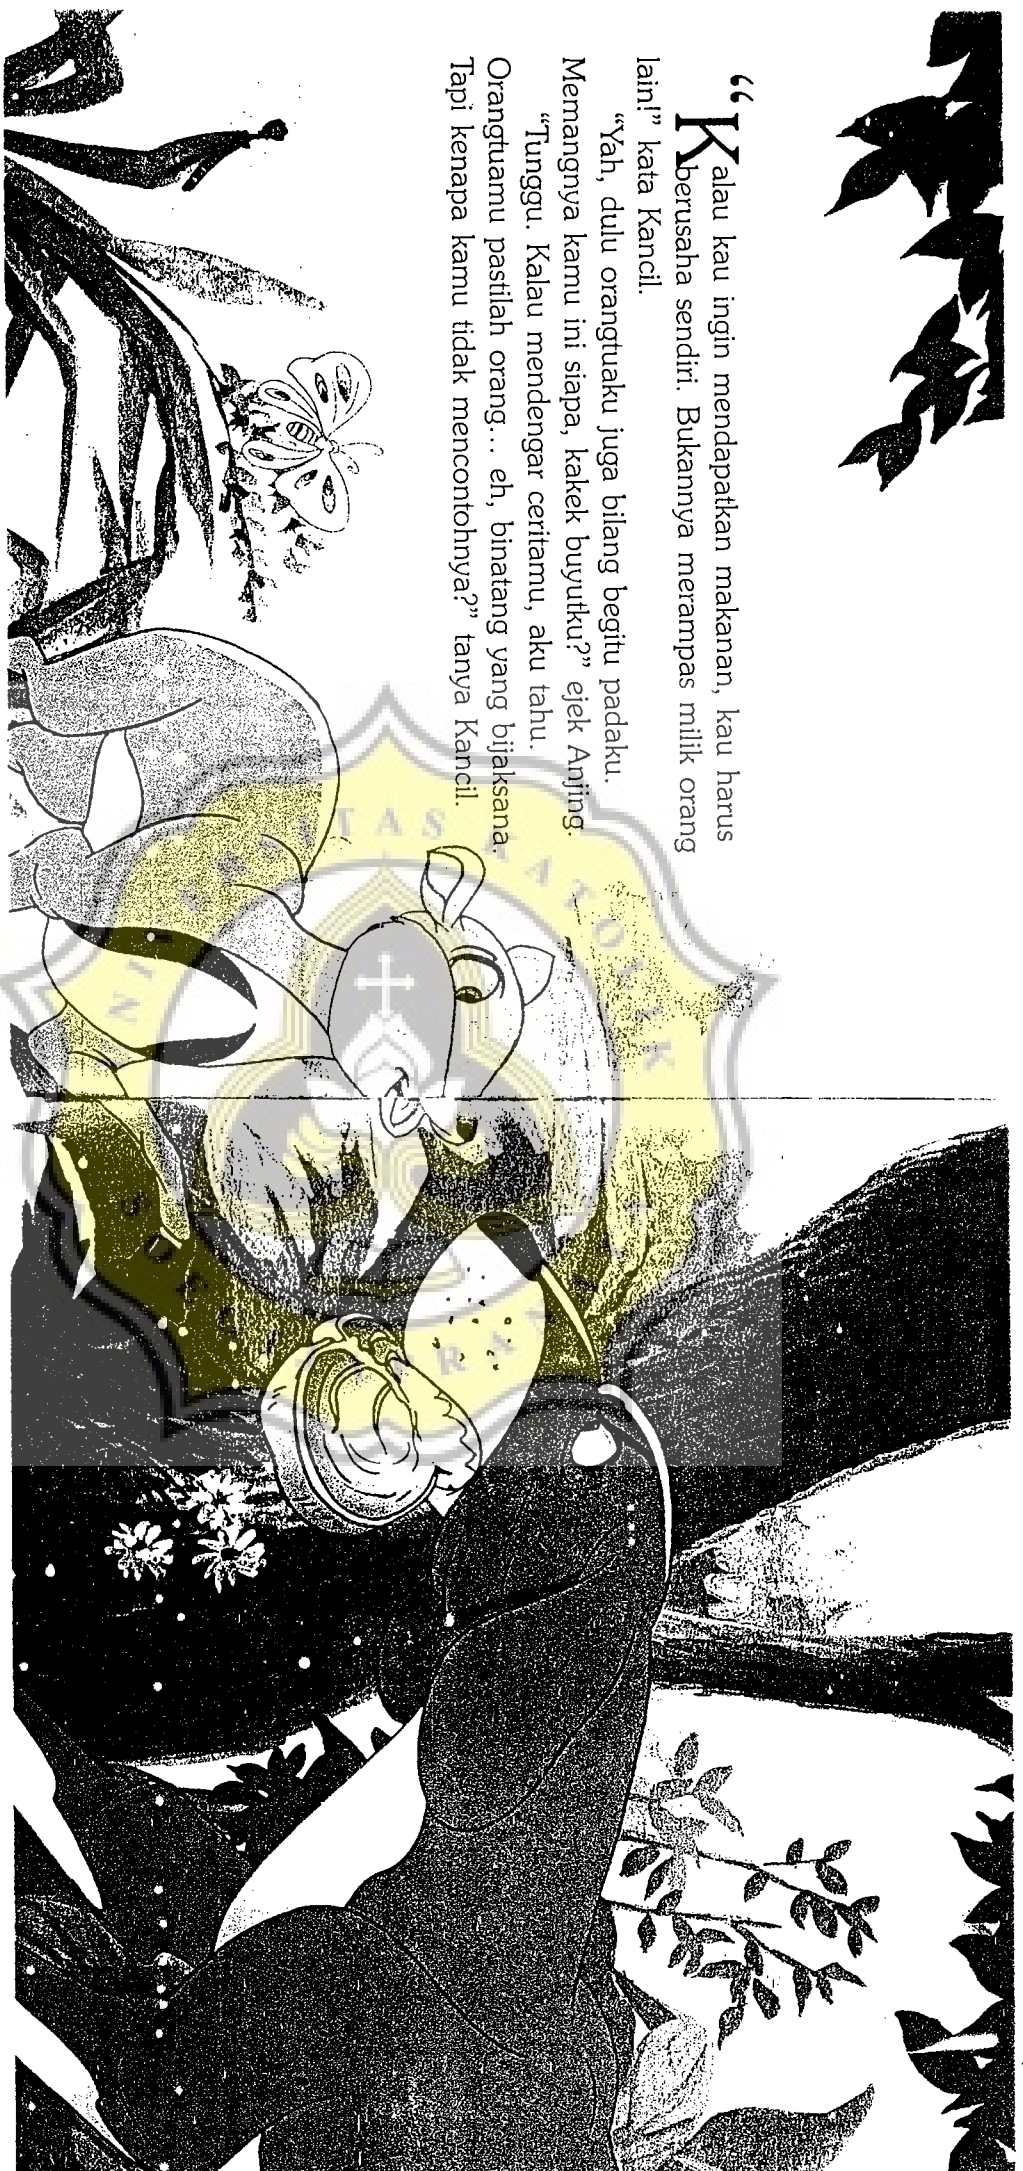 “Kalau kau ingin mendapatkan makanan, kau harus
berusaha sendiri. Bukannya merampas milik orang
lain!” kata Kancil.
“Yah, dulu orangtuaku juga bilang begitu padaku.
Memangnya kamu ini siapa, kakek buyutku?” ejek Anjing.
“Tunggu. Kalau mendengar ceritamu, aku tahu.
Orangtuamu pastilah orang... eh, binatang yang bijaksana.
Tapi kenapa kamu tidak mencontohnya?” tanya Kancil.
UNIVERSITAS KATOLIK